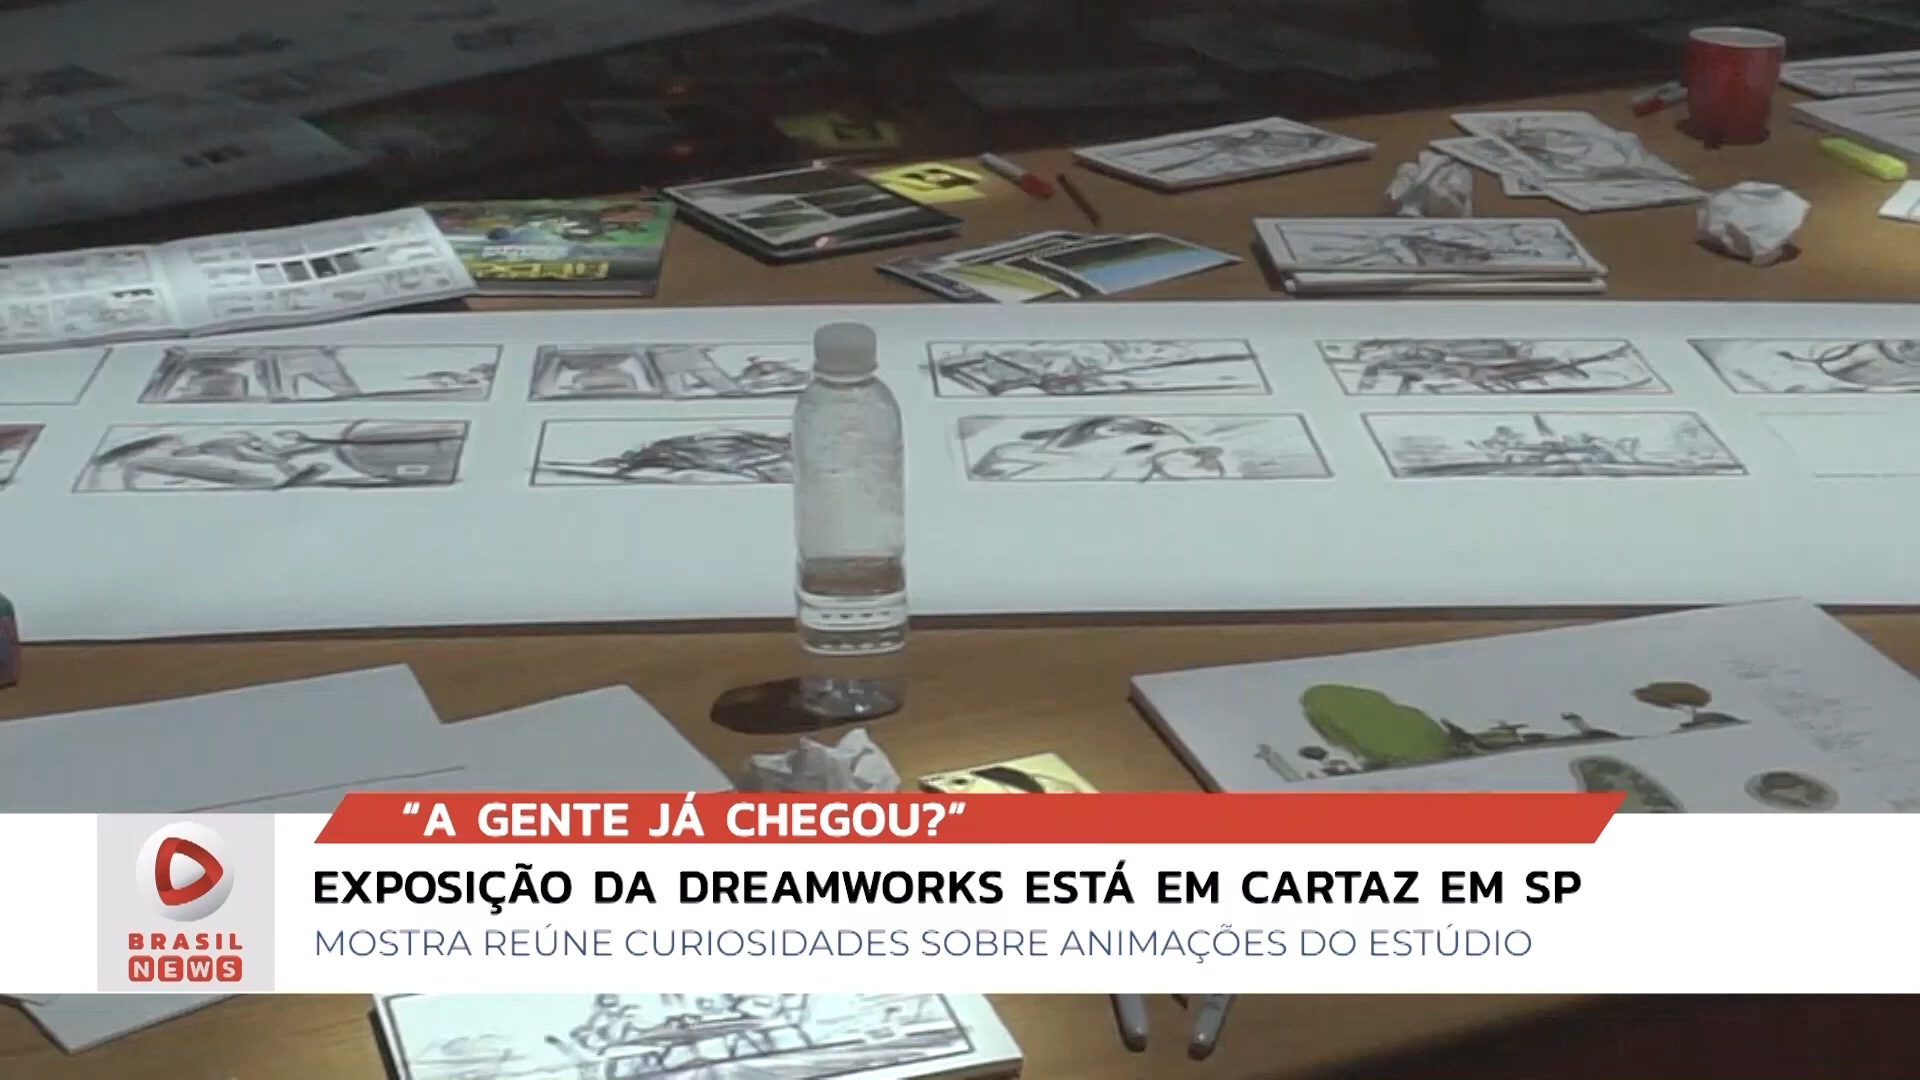 "A GENTE JÁ CHEGOU?"
EXPOSIÇÃO DA DREAMWORKS ESTÁ EM CARTAZ EM SP
MOSTRA REÚNE CURIOSIDADES SOBRE ANIMAÇÕES DO ESTÚDIO
BRASIL
NEWS